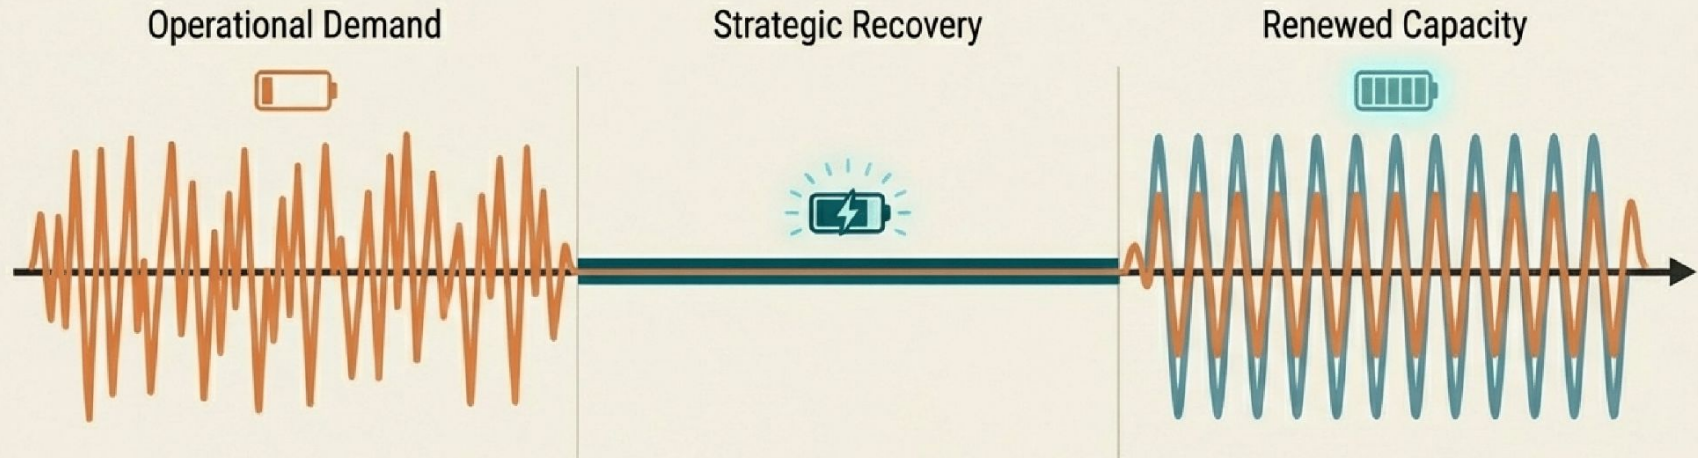 Operational Demand
Strategic Recovery
Renewed Capacity